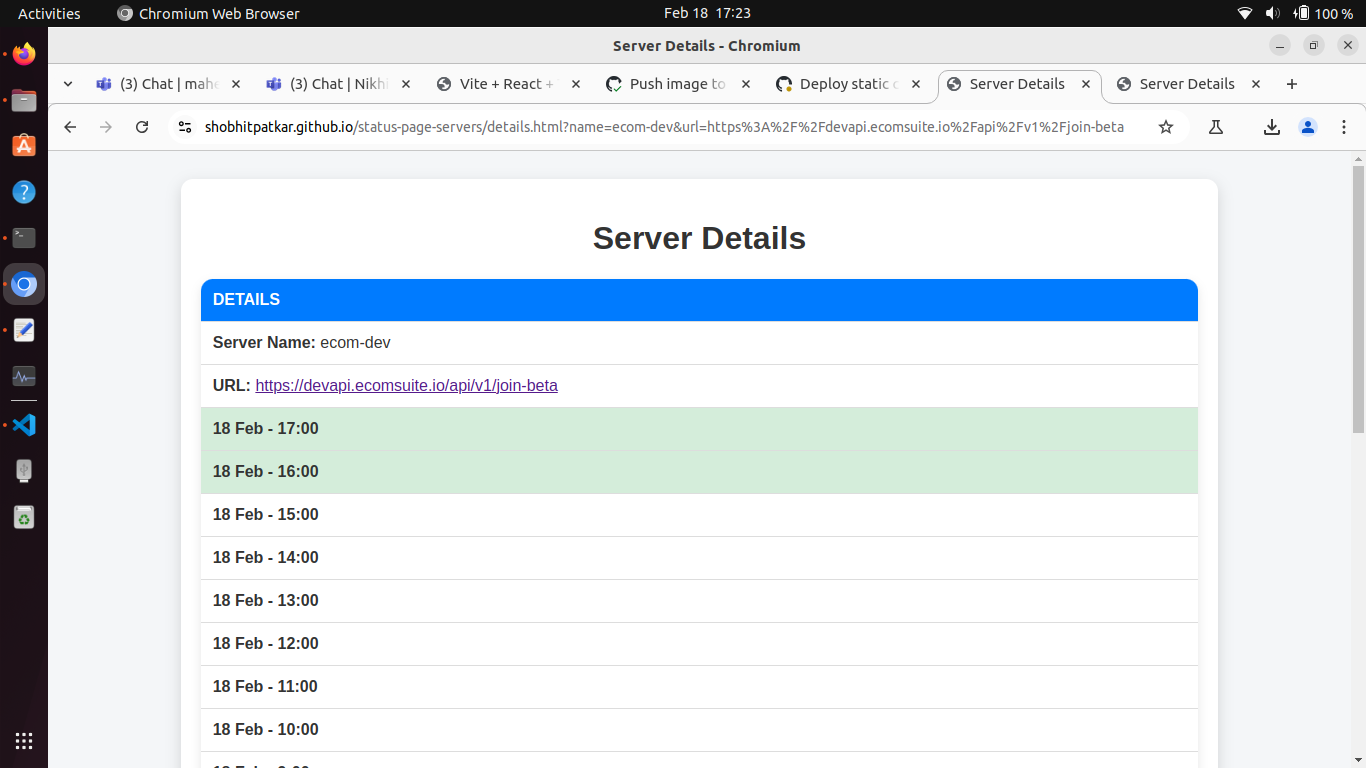 Activities Chromium Web Browser Feb 18 17:23 100 %
Server Details - Chromium
(3) Chat | mahe (3) Chat | Nikhi Vite + React + Push image to Deploy static c Server Details Server Details
shobhitpatkar.github.io/status-page-servers/details.html?name=ecom-dev&url=https%3A%2F%2Fdevapi.ecomsuite.io%2Fapi%2Fv1%2Fjoin-beta
Server Details
DETAILS
Server Name: ecom-dev
URL: https://devapi.ecomsuite.io/api/v1/join-beta
18 Feb - 17:00
18 Feb - 16:00
18 Feb - 15:00
18 Feb - 14:00
18 Feb - 13:00
18 Feb - 12:00
18 Feb - 11:00
18 Feb - 10:00
18 Feb - 9:00